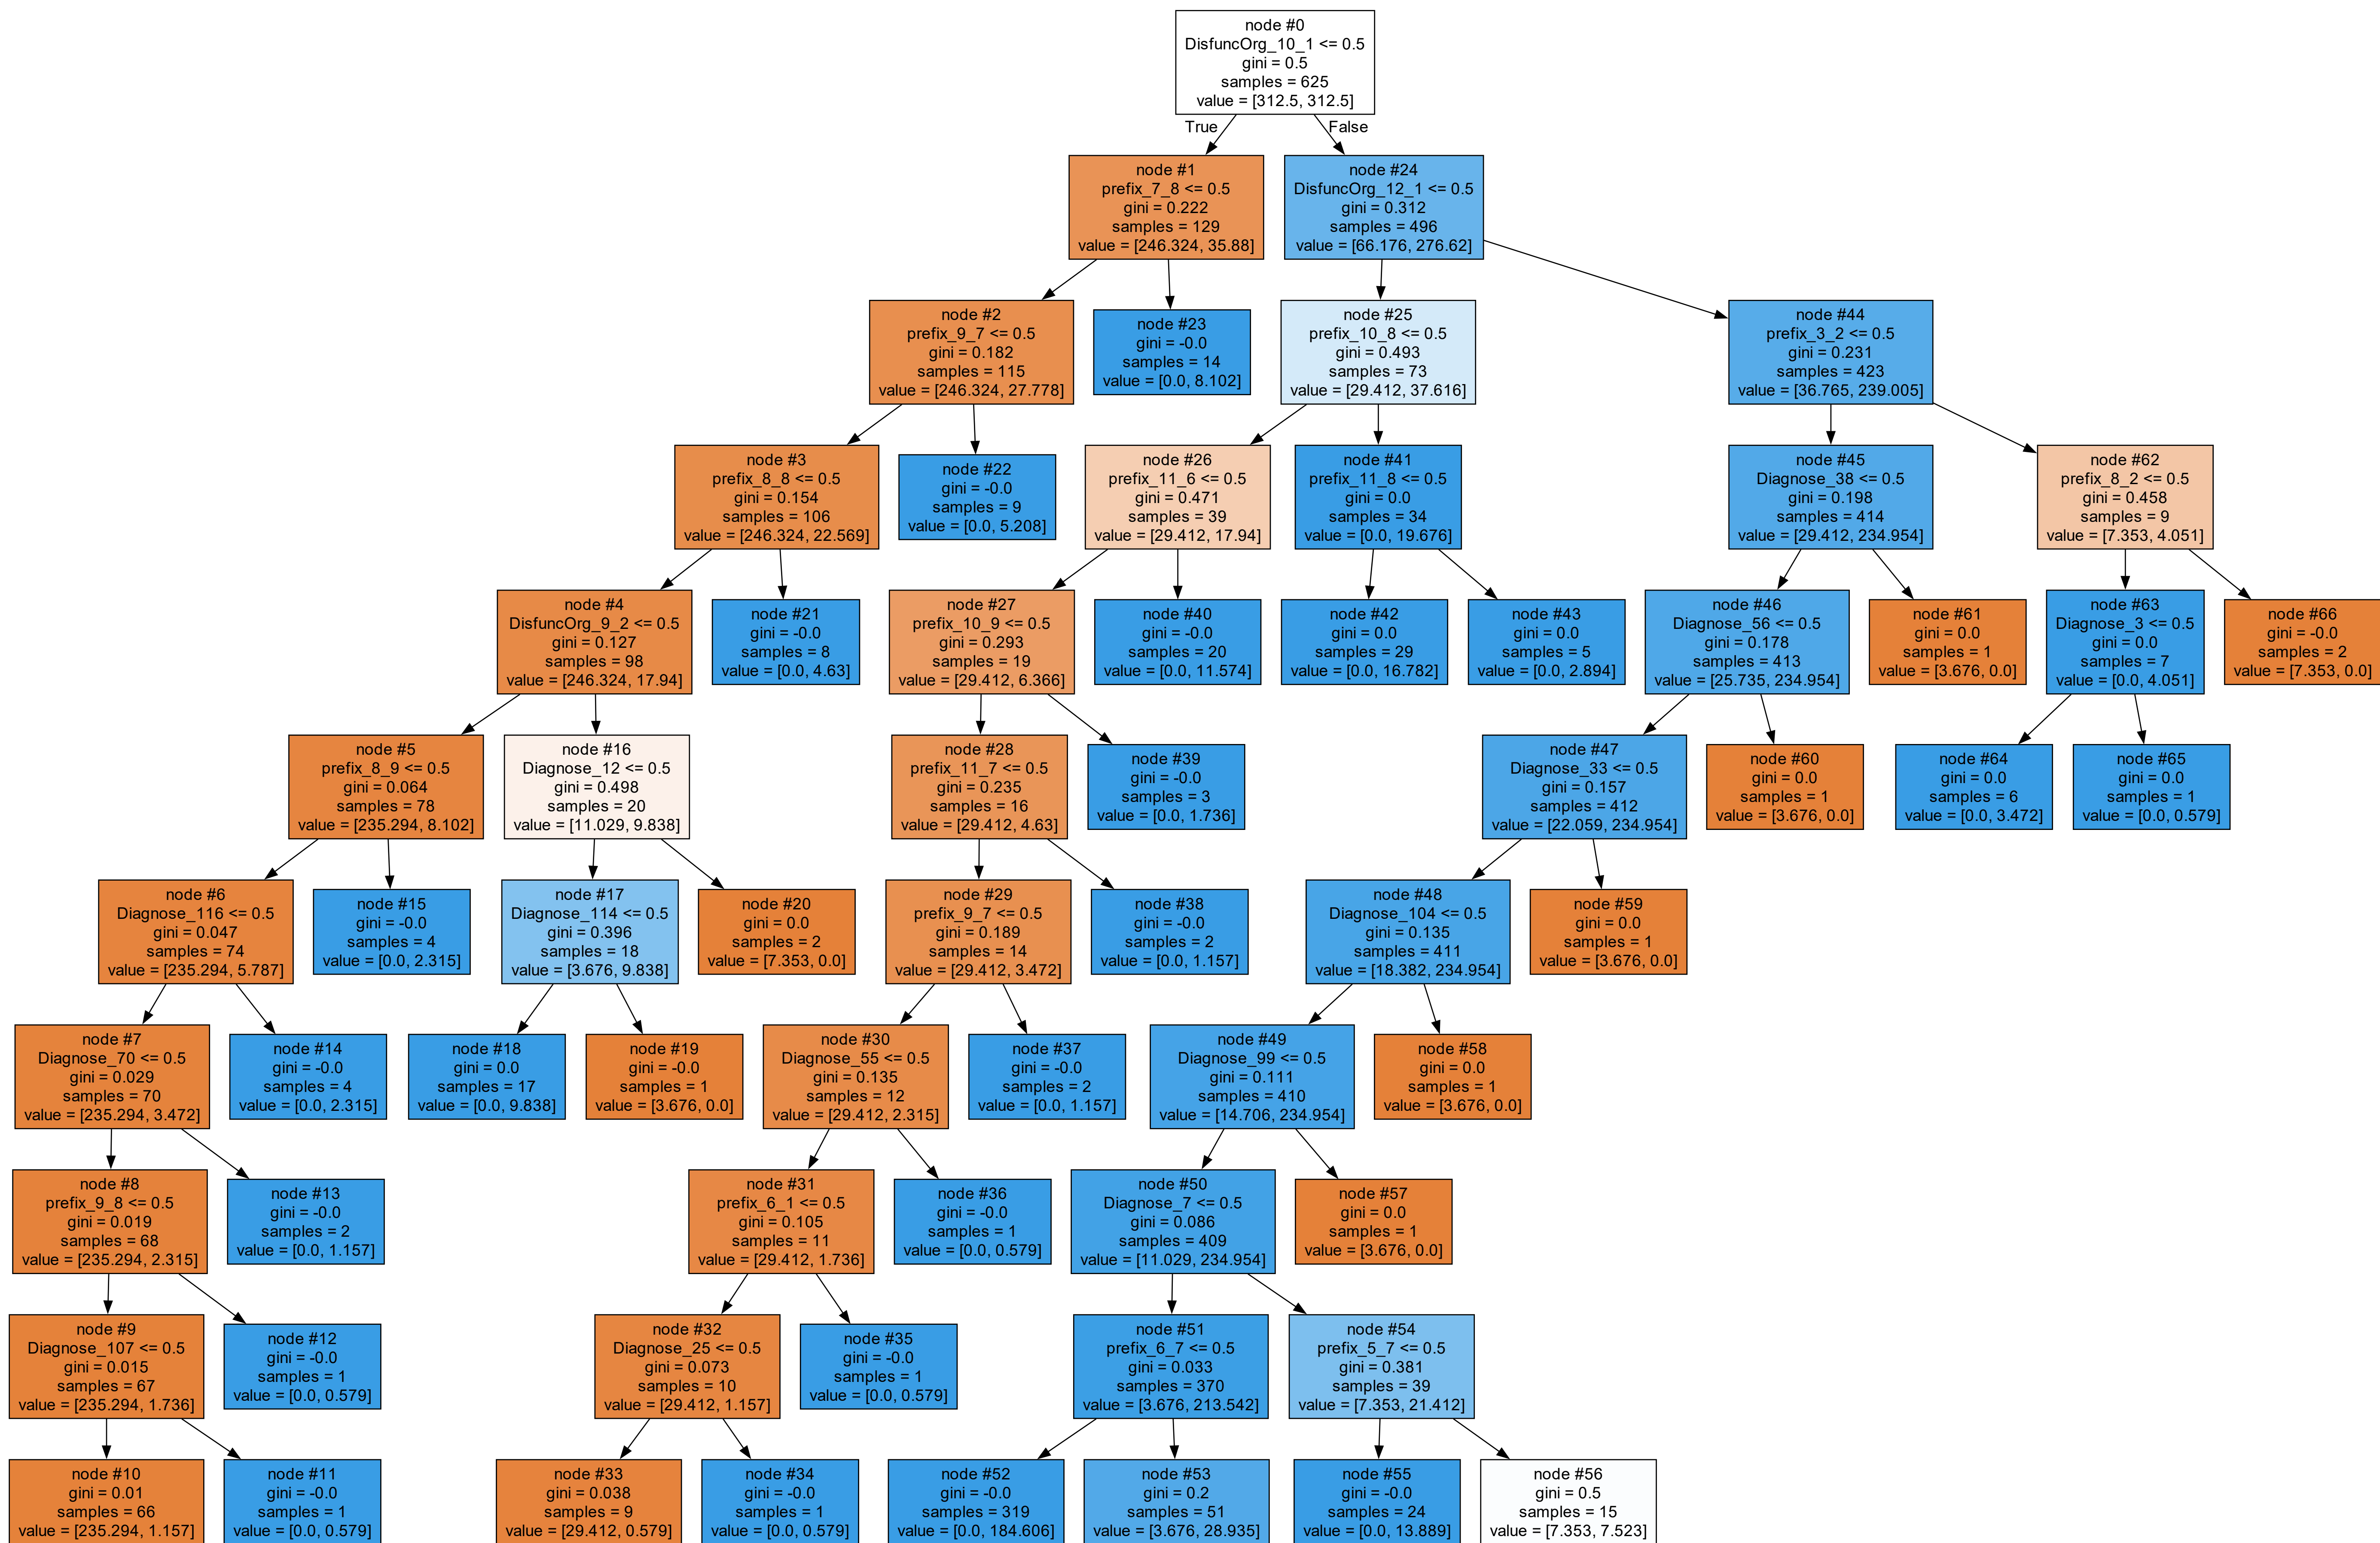 node #0
DisfuncOrg_10_1 <= 0.5
gini = 0.5
samples = 625
value = [312.5, 312.5]
True
False
node #1
prefix_7_8 <= 0.5
gini = 0.222
samples = 129
value = [246.324, 35.88]
node #24
DisfuncOrg_12_1 <= 0.5
gini = 0.312
samples = 496
value = [66.176, 276.62]
node #2
prefix_9_7 <= 0.5
gini = 0.182
samples = 115
value = [246.324, 27.778]
node #23
gini = -0.0
samples = 14
value = [0.0, 8.102]
node #25
prefix_10_8 <= 0.5
gini = 0.493
samples = 73
value = [29.412, 37.616]
node #44
prefix_3_2 <= 0.5
gini = 0.231
samples = 423
value = [36.765, 239.005]
node #3
prefix_8_8 <= 0.5
gini = 0.154
samples = 106
value = [246.324, 22.569]
node #22
gini = -0.0
samples = 9
value = [0.0, 5.208]
node #26
prefix_11_6 <= 0.5
gini = 0.471
samples = 39
value = [29.412, 17.94]
node #41
prefix_11_8 <= 0.5
gini = 0.0
samples = 34
value = [0.0, 19.676]
node #45
Diagnose_38 <= 0.5
gini = 0.198
samples = 414
value = [29.412, 234.954]
node #62
prefix_8_2 <= 0.5
gini = 0.458
samples = 9
value = [7.353, 4.051]
node #4
DisfuncOrg_9_2 <= 0.5
gini = 0.127
samples = 98
value = [246.324, 17.94]
node #21
gini = -0.0
samples = 8
value = [0.0, 4.63]
node #27
prefix_10_9 <= 0.5
gini = 0.293
samples = 19
value = [29.412, 6.366]
node #40
gini = -0.0
samples = 20
value = [0.0, 11.574]
node #42
gini = 0.0
samples = 29
value = [0.0, 16.782]
node #43
gini = 0.0
samples = 5
value = [0.0, 2.894]
node #46
Diagnose_56 <= 0.5
gini = 0.178
samples = 413
value = [25.735, 234.954]
node #61
gini = 0.0
samples = 1
value = [3.676, 0.0]
node #63
Diagnose_3 <= 0.5
gini = 0.0
samples = 7
value = [0.0, 4.051]
node #66
gini = -0.0
samples = 2
value = [7.353, 0.0]
node #5
prefix_8_9 <= 0.5
gini = 0.064
samples = 78
value = [235.294, 8.102]
node #16
Diagnose_12 <= 0.5
gini = 0.498
samples = 20
value = [11.029, 9.838]
node #28
prefix_11_7 <= 0.5
gini = 0.235
samples = 16
value = [29.412, 4.63]
node #39
gini = -0.0
samples = 3
value = [0.0, 1.736]
node #47
Diagnose_33 <= 0.5
gini = 0.157
samples = 412
value = [22.059, 234.954]
node #60
gini = 0.0
samples = 1
value = [3.676, 0.0]
node #64
gini = 0.0
samples = 6
value = [0.0, 3.472]
node #65
gini = 0.0
samples = 1
value = [0.0, 0.579]
node #6
Diagnose_116 <= 0.5
gini = 0.047
samples = 74
value = [235.294, 5.787]
node #15
gini = -0.0
samples = 4
value = [0.0, 2.315]
node #17
Diagnose_114 <= 0.5
gini = 0.396
samples = 18
value = [3.676, 9.838]
node #20
gini = 0.0
samples = 2
value = [7.353, 0.0]
node #29
prefix_9_7 <= 0.5
gini = 0.189
samples = 14
value = [29.412, 3.472]
node #38
gini = -0.0
samples = 2
value = [0.0, 1.157]
node #48
Diagnose_104 <= 0.5
gini = 0.135
samples = 411
value = [18.382, 234.954]
node #59
gini = 0.0
samples = 1
value = [3.676, 0.0]
node #7
Diagnose_70 <= 0.5
gini = 0.029
samples = 70
value = [235.294, 3.472]
node #14
gini = -0.0
samples = 4
value = [0.0, 2.315]
node #18
gini = 0.0
samples = 17
value = [0.0, 9.838]
node #19
gini = -0.0
samples = 1
value = [3.676, 0.0]
node #30
Diagnose_55 <= 0.5
gini = 0.135
samples = 12
value = [29.412, 2.315]
node #37
gini = -0.0
samples = 2
value = [0.0, 1.157]
node #49
Diagnose_99 <= 0.5
gini = 0.111
samples = 410
value = [14.706, 234.954]
node #58
gini = 0.0
samples = 1
value = [3.676, 0.0]
node #8
prefix_9_8 <= 0.5
gini = 0.019
samples = 68
value = [235.294, 2.315]
node #13
gini = -0.0
samples = 2
value = [0.0, 1.157]
node #31
prefix_6_1 <= 0.5
gini = 0.105
samples = 11
value = [29.412, 1.736]
node #36
gini = -0.0
samples = 1
value = [0.0, 0.579]
node #50
Diagnose_7 <= 0.5
gini = 0.086
samples = 409
value = [11.029, 234.954]
node #57
gini = 0.0
samples = 1
value = [3.676, 0.0]
node #9
Diagnose_107 <= 0.5
gini = 0.015
samples = 67
value = [235.294, 1.736]
node #12
gini = -0.0
samples = 1
value = [0.0, 0.579]
node #32
Diagnose_25 <= 0.5
gini = 0.073
samples = 10
value = [29.412, 1.157]
node #35
gini = -0.0
samples = 1
value = [0.0, 0.579]
node #51
prefix_6_7 <= 0.5
gini = 0.033
samples = 370
value = [3.676, 213.542]
node #54
prefix_5_7 <= 0.5
gini = 0.381
samples = 39
value = [7.353, 21.412]
node #10
gini = 0.01
samples = 66
value = [235.294, 1.157]
node #11
gini = -0.0
samples = 1
value = [0.0, 0.579]
node #33
gini = 0.038
samples = 9
value = [29.412, 0.579]
node #34
gini = -0.0
samples = 1
value = [0.0, 0.579]
node #52
gini = -0.0
samples = 319
value = [0.0, 184.606]
node #53
gini = 0.2
samples = 51
value = [3.676, 28.935]
node #55
gini = -0.0
samples = 24
value = [0.0, 13.889]
node #56
gini = 0.5
samples = 15
value = [7.353, 7.523]